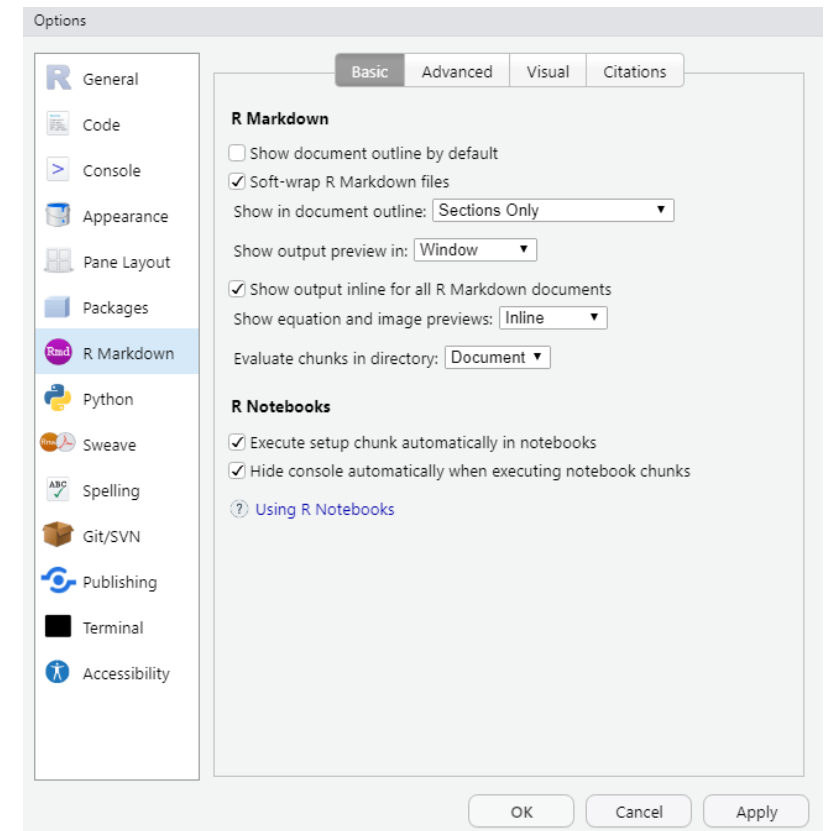 Options
General
Code
Console
Appearance
Pane Layout
Packages
Rmd R Markdown
Python
Sweave
ABC Spelling
Git/SVN
Publishing
Terminal
Accessibility
Basic Advanced Visual Citations
R Markdown
Show document outline by default
Soft-wrap R Markdown files
Show in document outline: Sections Only
Show output preview in: Window
Show output inline for all R Markdown documents
Show equation and image previews: Inline
Evaluate chunks in directory: Document
R Notebooks
Execute setup chunk automatically in notebooks
Hide console automatically when executing notebook chunks
? Using R Notebooks
OK Cancel Apply